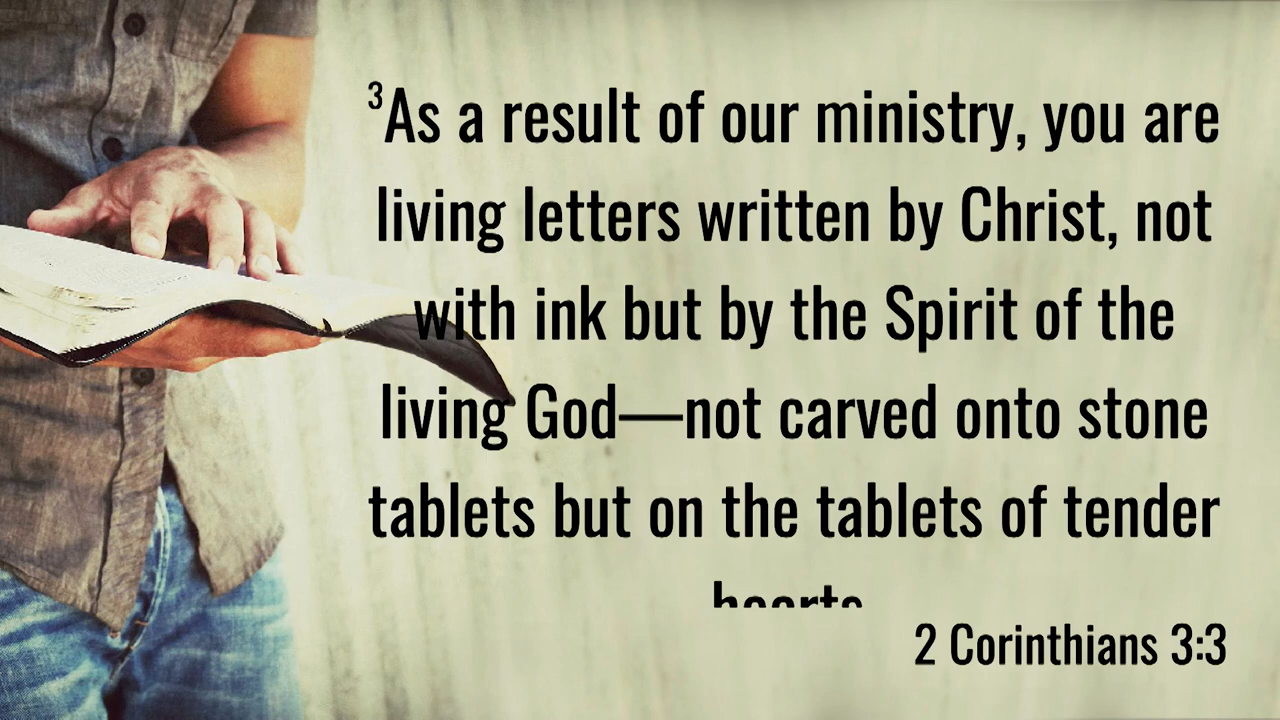 ³As a result of our ministry, you are
living letters written by Christ, not
with ink but by the Spirit of the
living God—not carved onto stone
tablets but on the tablets of tender
hearts
2 Corinthians 3:3